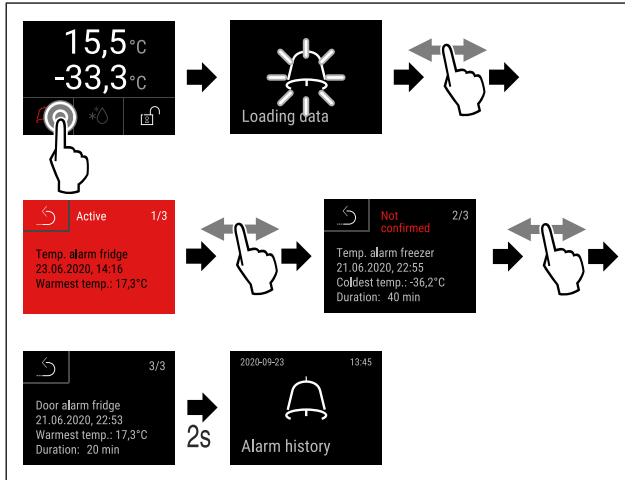 15,5°C
-33,3°C
Loading data
Active 1/3
Temp. alarm fridge
23.06.2020, 14:16
Warmest temp.: 17,3°C
Not 2/3
confirmed
Temp. alarm freezer
21.06.2020, 22:55
Coldest temp.: -36,2°C
Duration: 40 min
3/3
Door alarm fridge
21.06.2020, 22:53
Warmest temp.: 17,3°C
Duration: 20 min
2s
2020-09-23 13:45
Alarm history